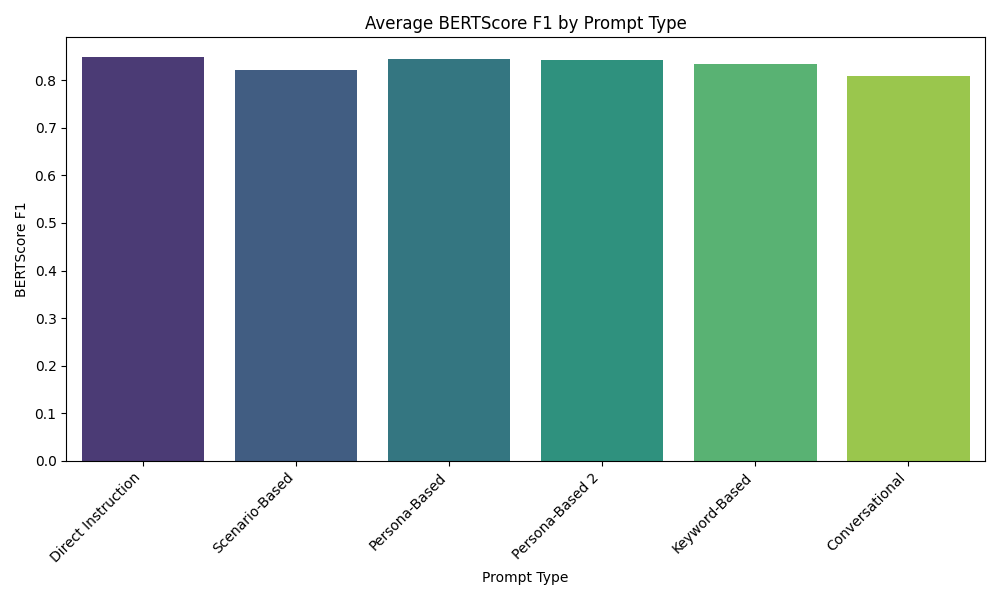 Average BERTScore F1 by Prompt Type
BERTScore F1
0.8
0.7
0.6
0.5
0.4
0.3
0.2
0.1
0.0
Direct Instruction
Scenario-Based
Persona-Based
Persona-Based 2
Keyword-Based
Conversational
Prompt Type